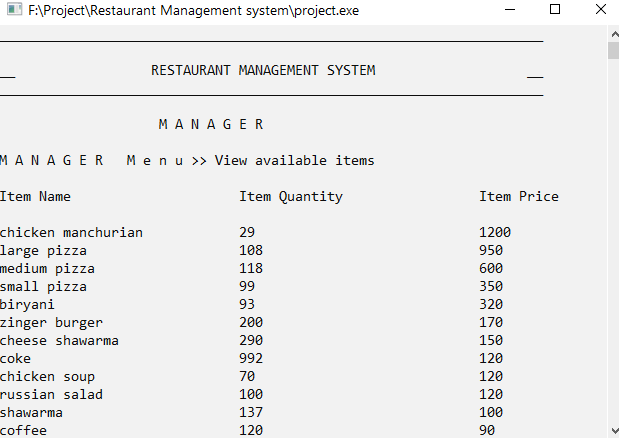 F:\Project\Restaurant Management system\project.exe
__ RESTAURANT MANAGEMENT SYSTEM __
M A N A G E R
M A N A G E R M e n u >> View available items
Item Name Item Quantity Item Price
chicken manchurian 29 1200
large pizza 108 950
medium pizza 118 600
small pizza 99 350
biryani 93 320
zinger burger 200 170
cheese shawarma 290 150
coke 992 120
chicken soup 70 120
russian salad 100 120
shawarma 137 100
coffee 120 90